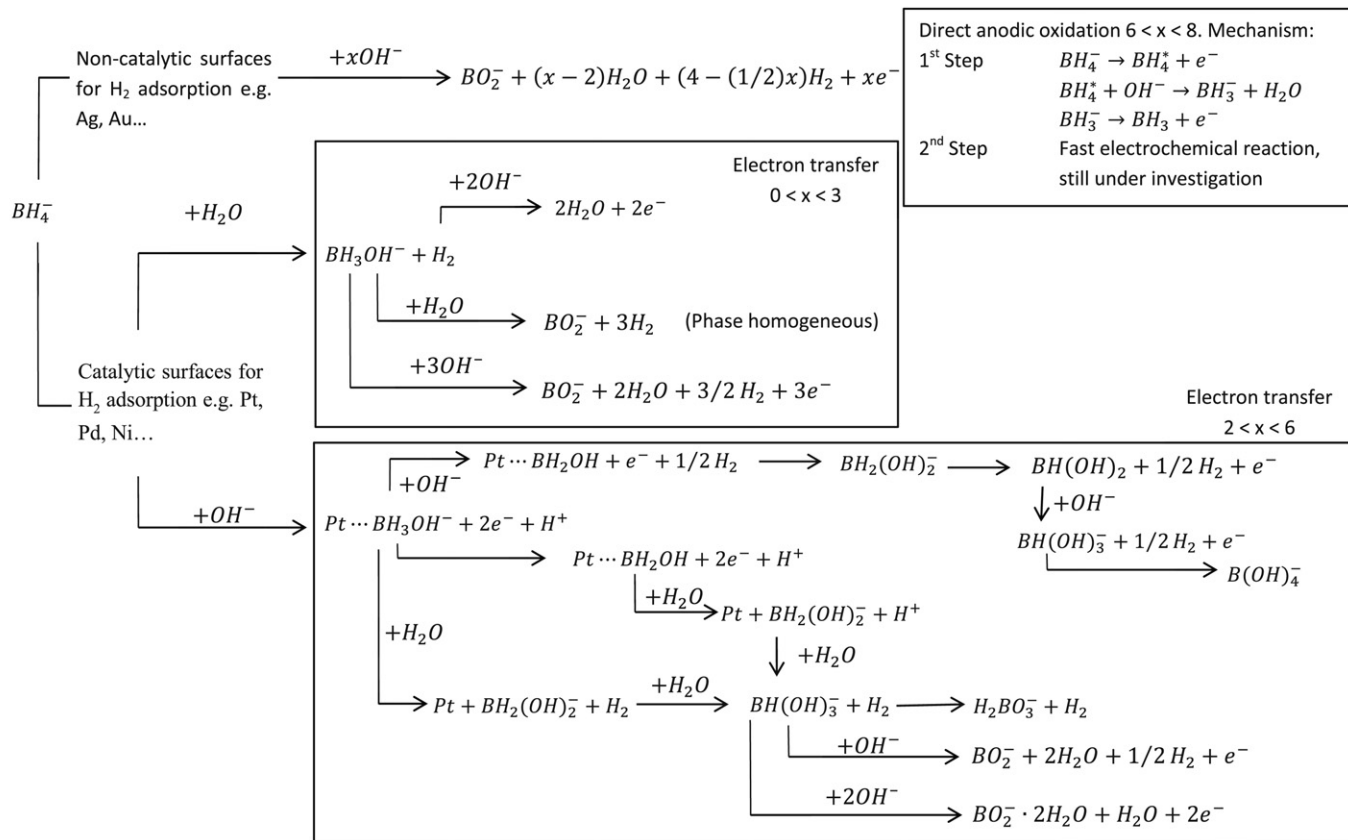 Non-catalytic surfaces
for H₂ adsorption e.g.
Ag, Au…
+xOH⁻
BO₂⁻ + (x − 2)H₂O + (4 − (1/2)x)H₂ + xe⁻
Direct anodic oxidation 6 < x < 8. Mechanism:
1st Step BH₄⁻ → BH₄* + e⁻
BH₄* + OH⁻ → BH₃⁻ + H₂O
BH₃⁻ → BH₃ + e⁻
2nd Step Fast electrochemical reaction,
still under investigation
BH₄⁻
+H₂O
Electron transfer
0 < x < 3
+2OH⁻
2H₂O + 2e⁻
BH₃OH⁻ + H₂
+H₂O
BO₂⁻ + 3H₂ (Phase homogeneous)
+3OH⁻
BO₂⁻ + 2H₂O + 3/2 H₂ + 3e⁻
Catalytic surfaces for
H₂ adsorption e.g. Pt,
Pd, Ni…
+OH⁻
Electron transfer
2 < x < 6
+OH⁻
Pt ⋯ BH₂OH + e⁻ + 1/2 H₂
BH₂(OH)₂⁻
BH(OH)₂ + 1/2 H₂ + e⁻
+OH⁻
BH(OH)₃⁻ + 1/2 H₂ + e⁻
B(OH)₄⁻
Pt ⋯ BH₃OH⁻ + 2e⁻ + H⁺
Pt ⋯ BH₂OH + 2e⁻ + H⁺
+H₂O
Pt + BH₂(OH)₂⁻ + H⁺
+H₂O
+H₂O
Pt + BH₂(OH)₂⁻ + H₂
+H₂O
BH(OH)₃⁻ + H₂
H₂BO₃⁻ + H₂
+OH⁻
BO₂⁻ + 2H₂O + 1/2 H₂ + e⁻
+2OH⁻
BO₂⁻ · 2H₂O + H₂O + 2e⁻